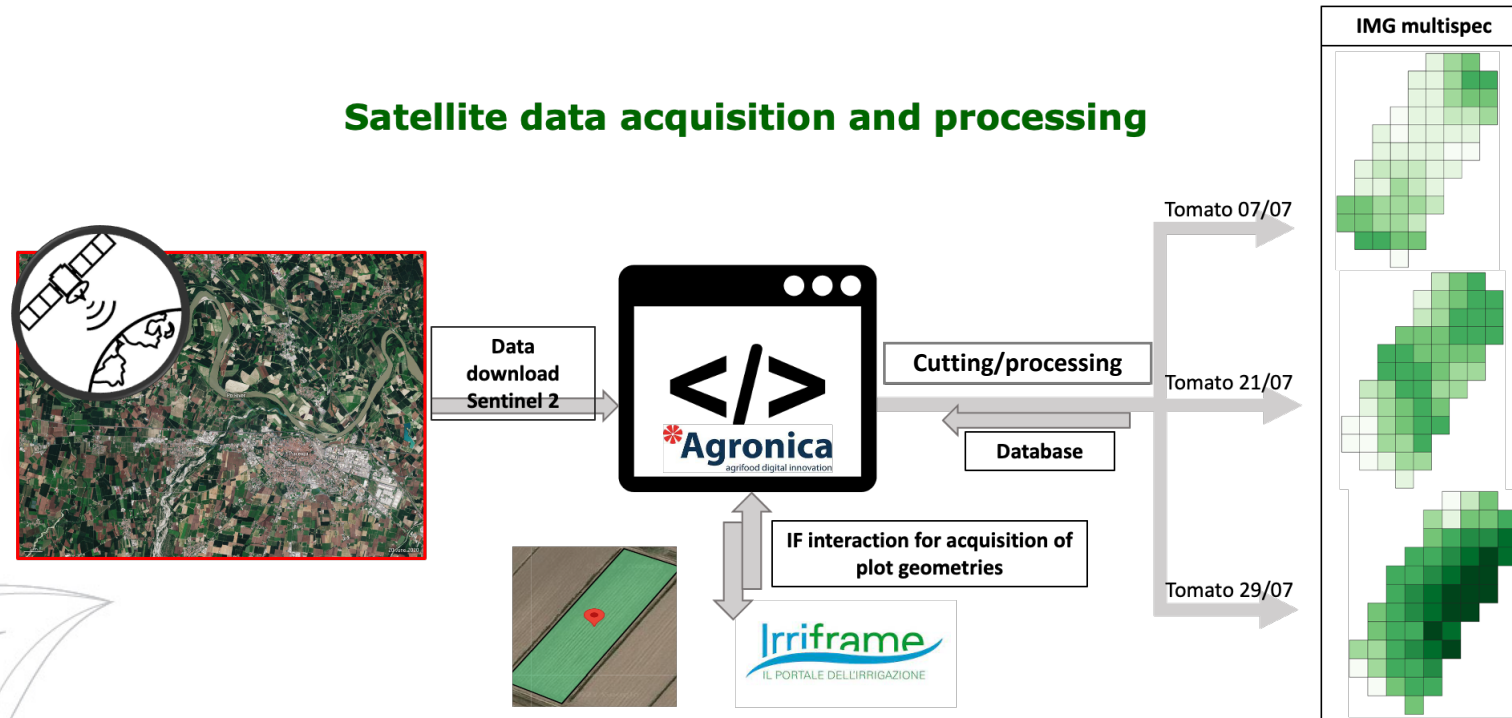 IMG multispec
Satellite data acquisition and processing
Tomato 07/07
Data
download
Sentinel 2
</>
Cutting/processing
Tomato 21/07
Database
*Agronica
agrifood digital innovation
IF interaction for acquisition of
plot geometries
Tomato 29/07
Irriframe
IL PORTALE DELL'IRRIGAZIONE